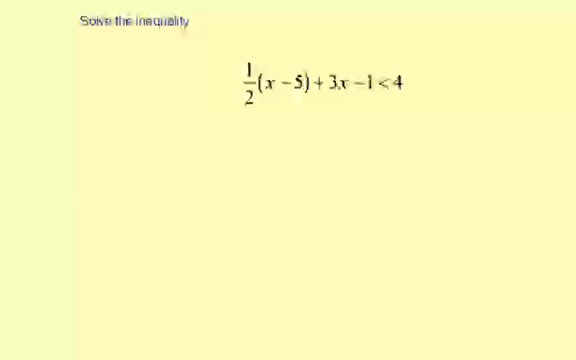 Solve the inequality
1/2(x - 5) + 3x - 1 < 4